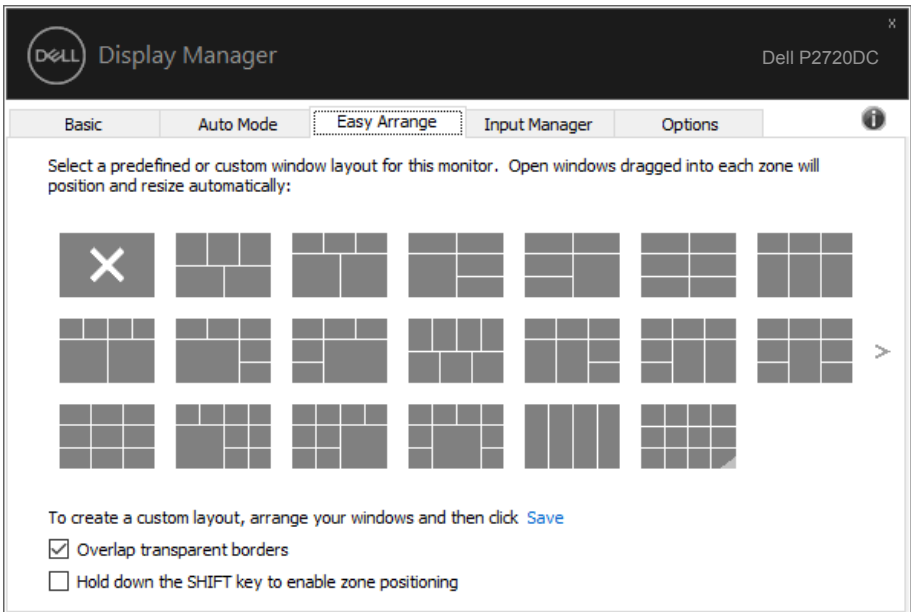 x
DELL Display Manager
Dell P2720DC
Basic Auto Mode Easy Arrange Input Manager Options
Select a predefined or custom window layout for this monitor. Open windows dragged into each zone will
position and resize automatically:
>
To create a custom layout, arrange your windows and then click Save
Overlap transparent borders
Hold down the SHIFT key to enable zone positioning